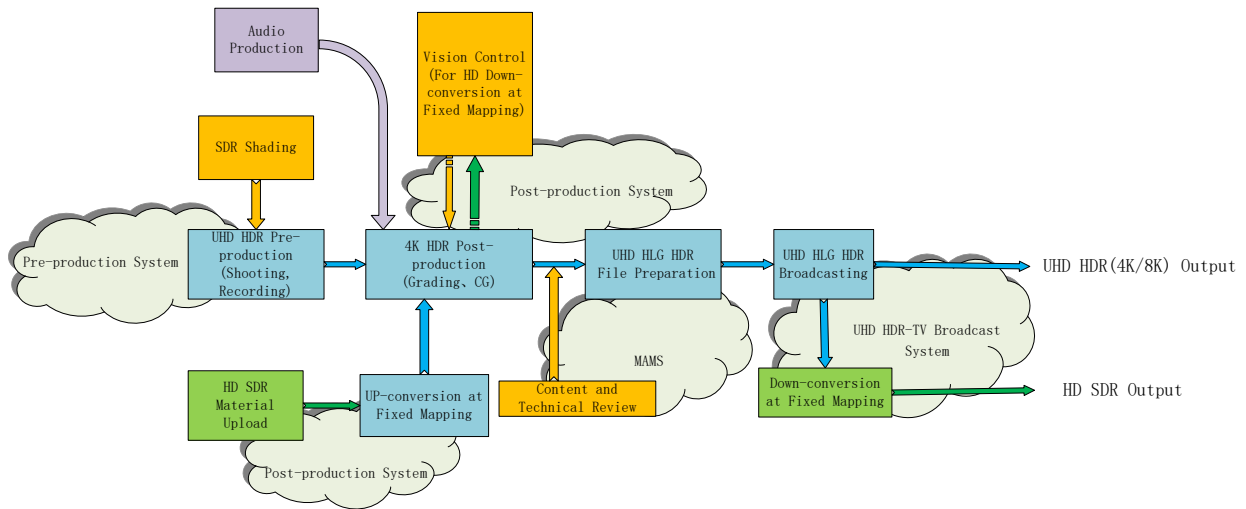 Audio
Production
Vision Control
(For HD Down-
conversion at
Fixed Mapping)
SDR Shading
Post-production System
Pre-production System
UHD HDR Pre-
production
(Shooting,
Recording)
4K HDR Post-
production
(Grading、CG)
UHD HLG HDR
File Preparation
UHD HLG HDR
Broadcasting
UHD HDR(4K/8K) Output
UHD HDR-TV Broadcast
System
MAMS
HD SDR
Material
Upload
UP-conversion at
Fixed Mapping
Content and
Technical Review
Down-conversion
at Fixed Mapping
HD SDR Output
Post-production System